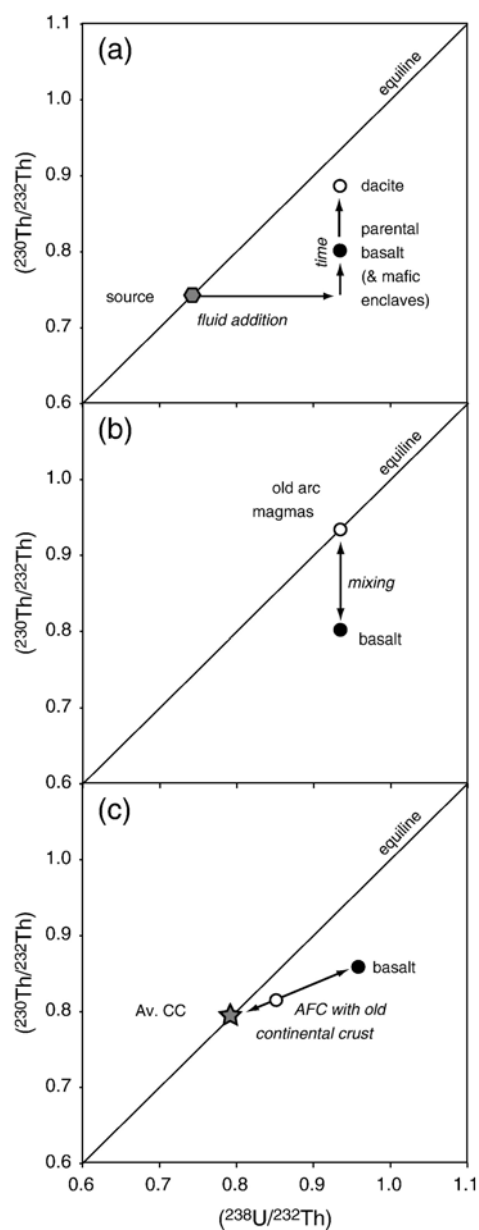 (a)
1.1
1.0
0.9
0.8
0.7
0.6
(²³⁰Th/²³²Th)
equiline
dacite
parental
basalt
(& mafic
enclaves)
time
source
fluid addition
(b)
1.0
0.9
0.8
0.7
0.6
(²³⁰Th/²³²Th)
equiline
old arc
magmas
mixing
basalt
(c)
1.0
0.9
0.8
0.7
0.6
(²³⁰Th/²³²Th)
equiline
basalt
Av. CC
AFC with old
continental crust
0.6 0.7 0.8 0.9 1.0 1.1
(²³⁸U/²³²Th)